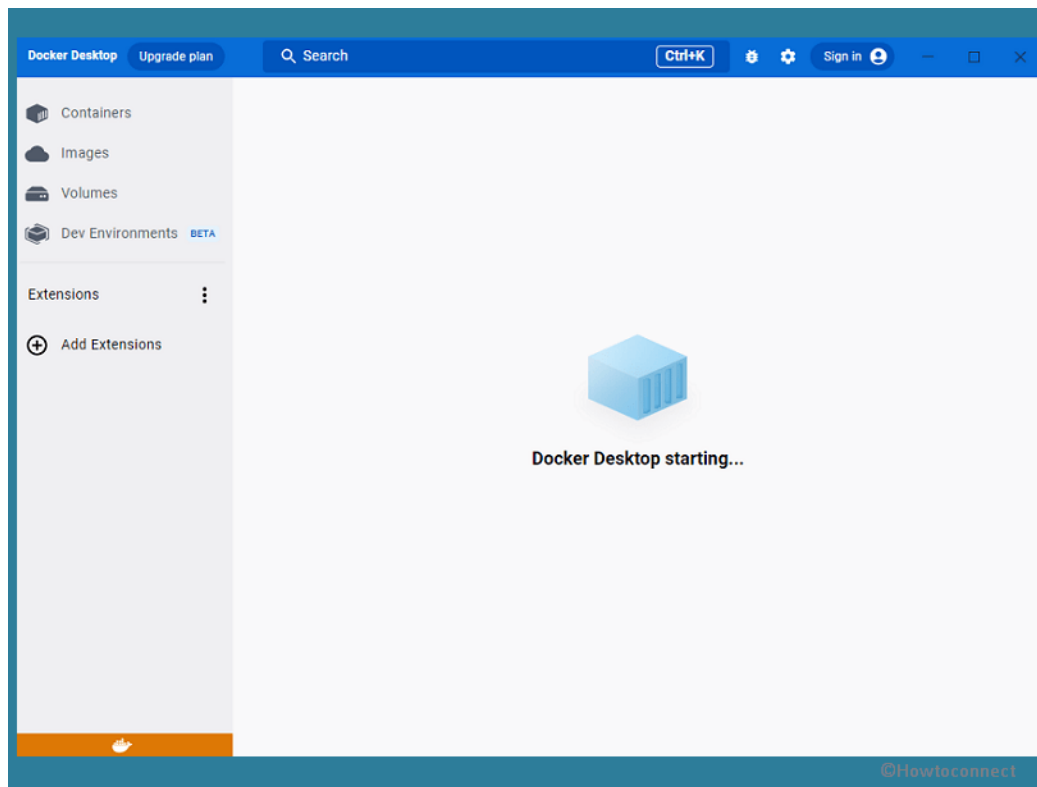 Docker Desktop Upgrade plan Search Ctrl+K Sign in
Containers
Images
Volumes
Dev Environments BETA
Extensions
Add Extensions
Docker Desktop starting...
©Howtoconnect